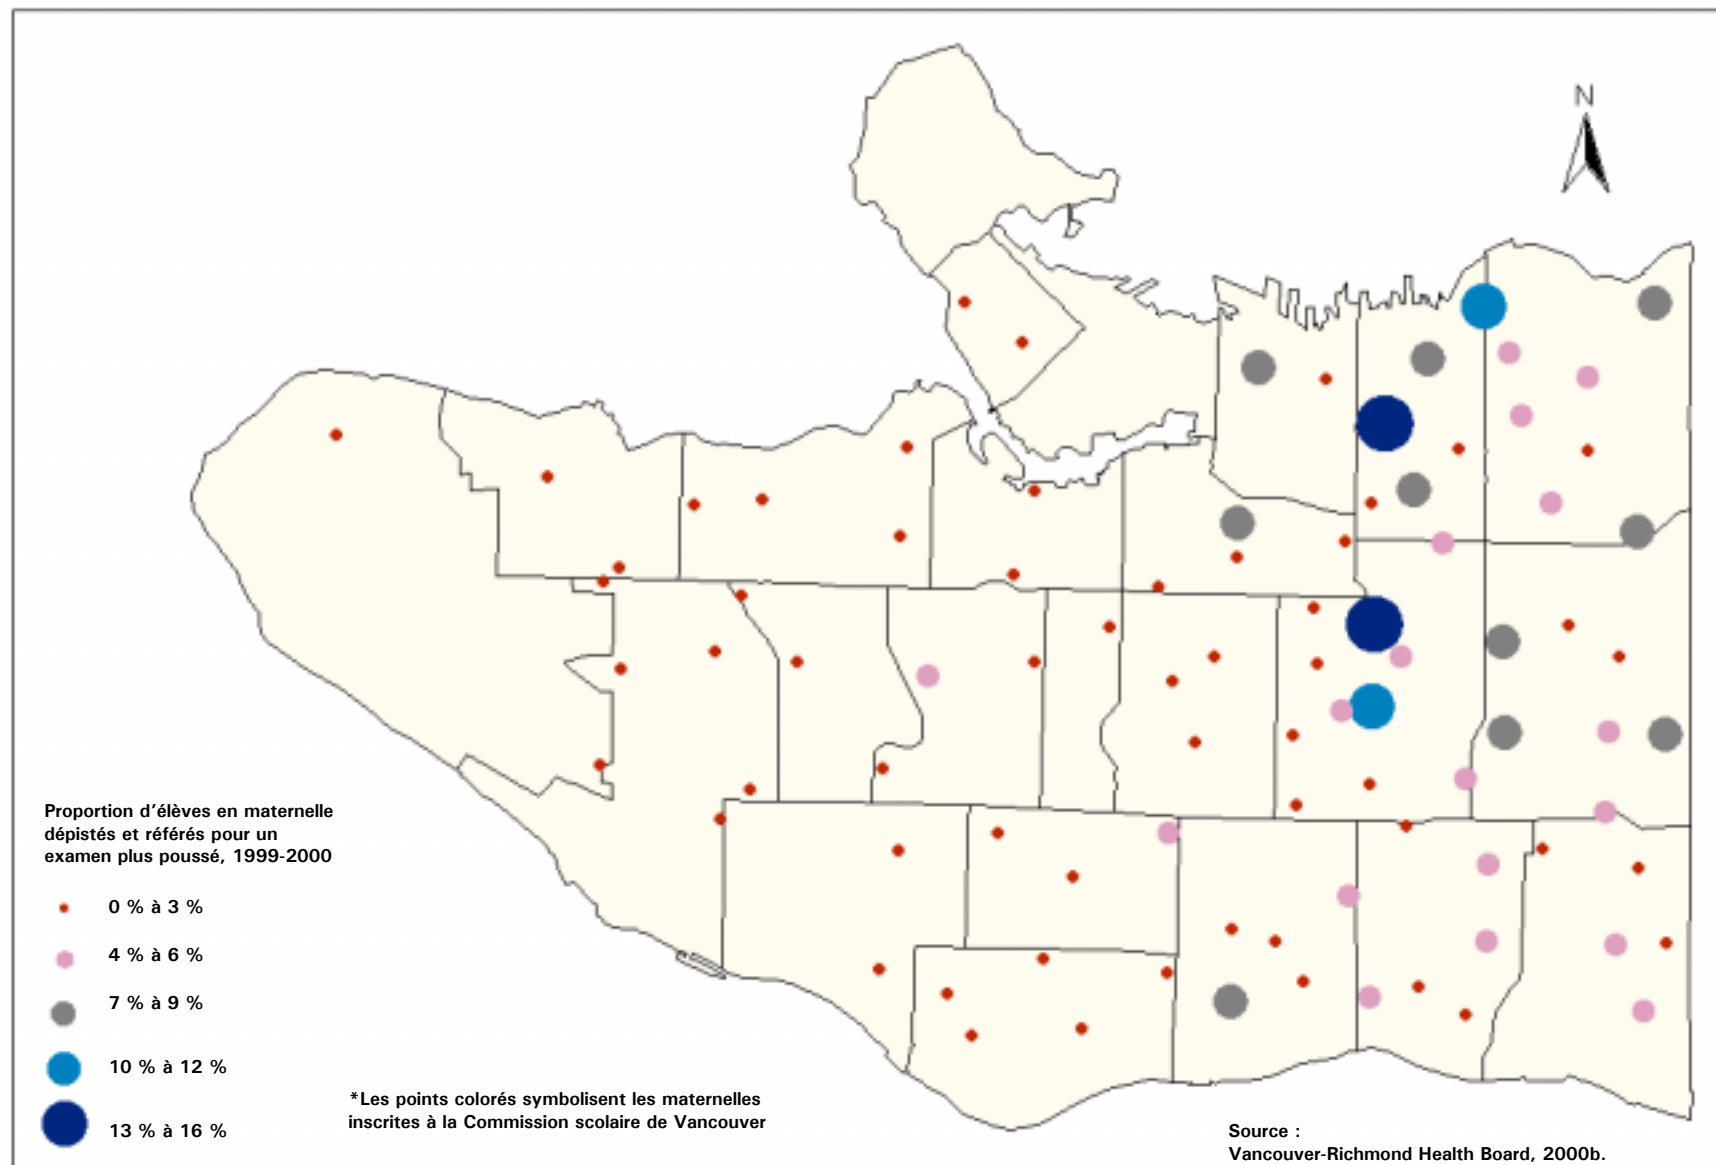 N
Proportion d'élèves en maternelle
dépistés et référés pour un
examen plus poussé, 1999-2000
0 % à 3 %
4 % à 6 %
7 % à 9 %
10 % à 12 %
13 % à 16 %
*Les points colorés symbolisent les maternelles
inscrites à la Commission scolaire de Vancouver
Source :
Vancouver-Richmond Health Board, 2000b.